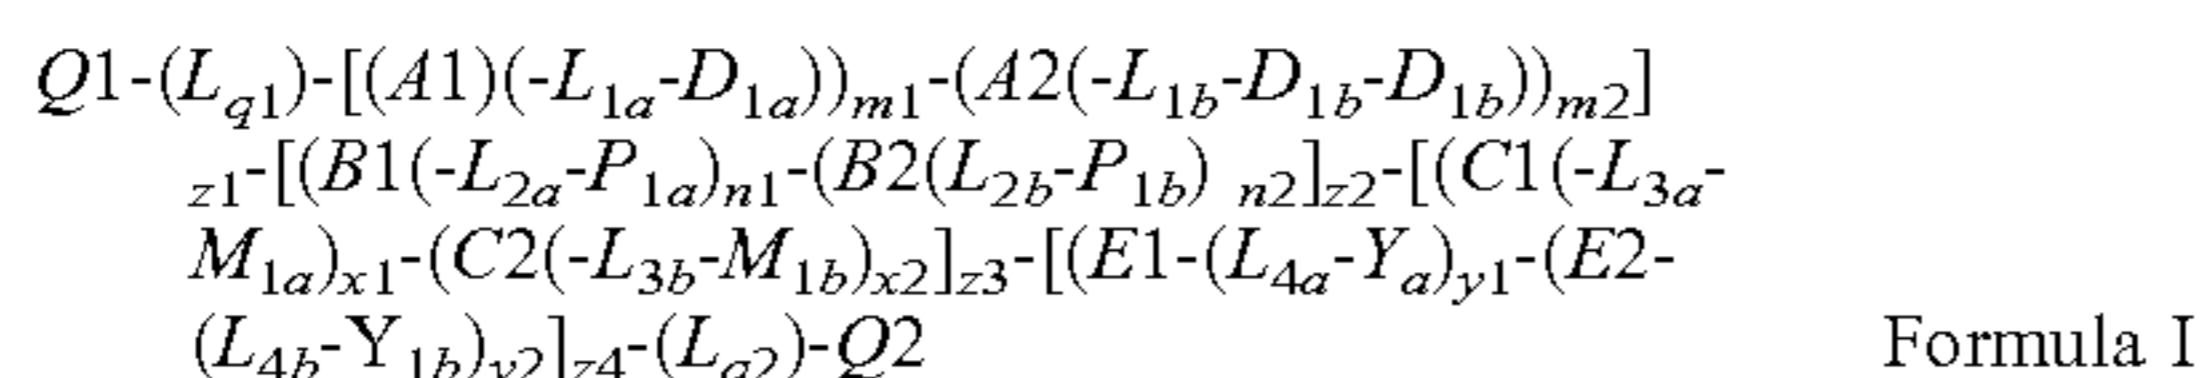 Q1-(L_{q1})-[(A1)(-L_{1a}-D_{1a}))_{m1}-(A2(-L_{1b}-D_{1b}-D_{1b}))_{m2}]
_{z1}-[(B1(-L_{2a}-P_{1a})_{n1}-(B2(L_{2b}-P_{1b}) _{n2}]_{z2}-[(C1(-L_{3a}-
M_{1a})_{x1}-(C2(-L_{3b}-M_{1b})_{x2}]_{z3}-[(E1-(L_{4a}-Y_{a})_{y1}-(E2-
(L_{4b}-Y_{1b})_{y2}]_{z4}-(L_{q2})-Q2 Formula I